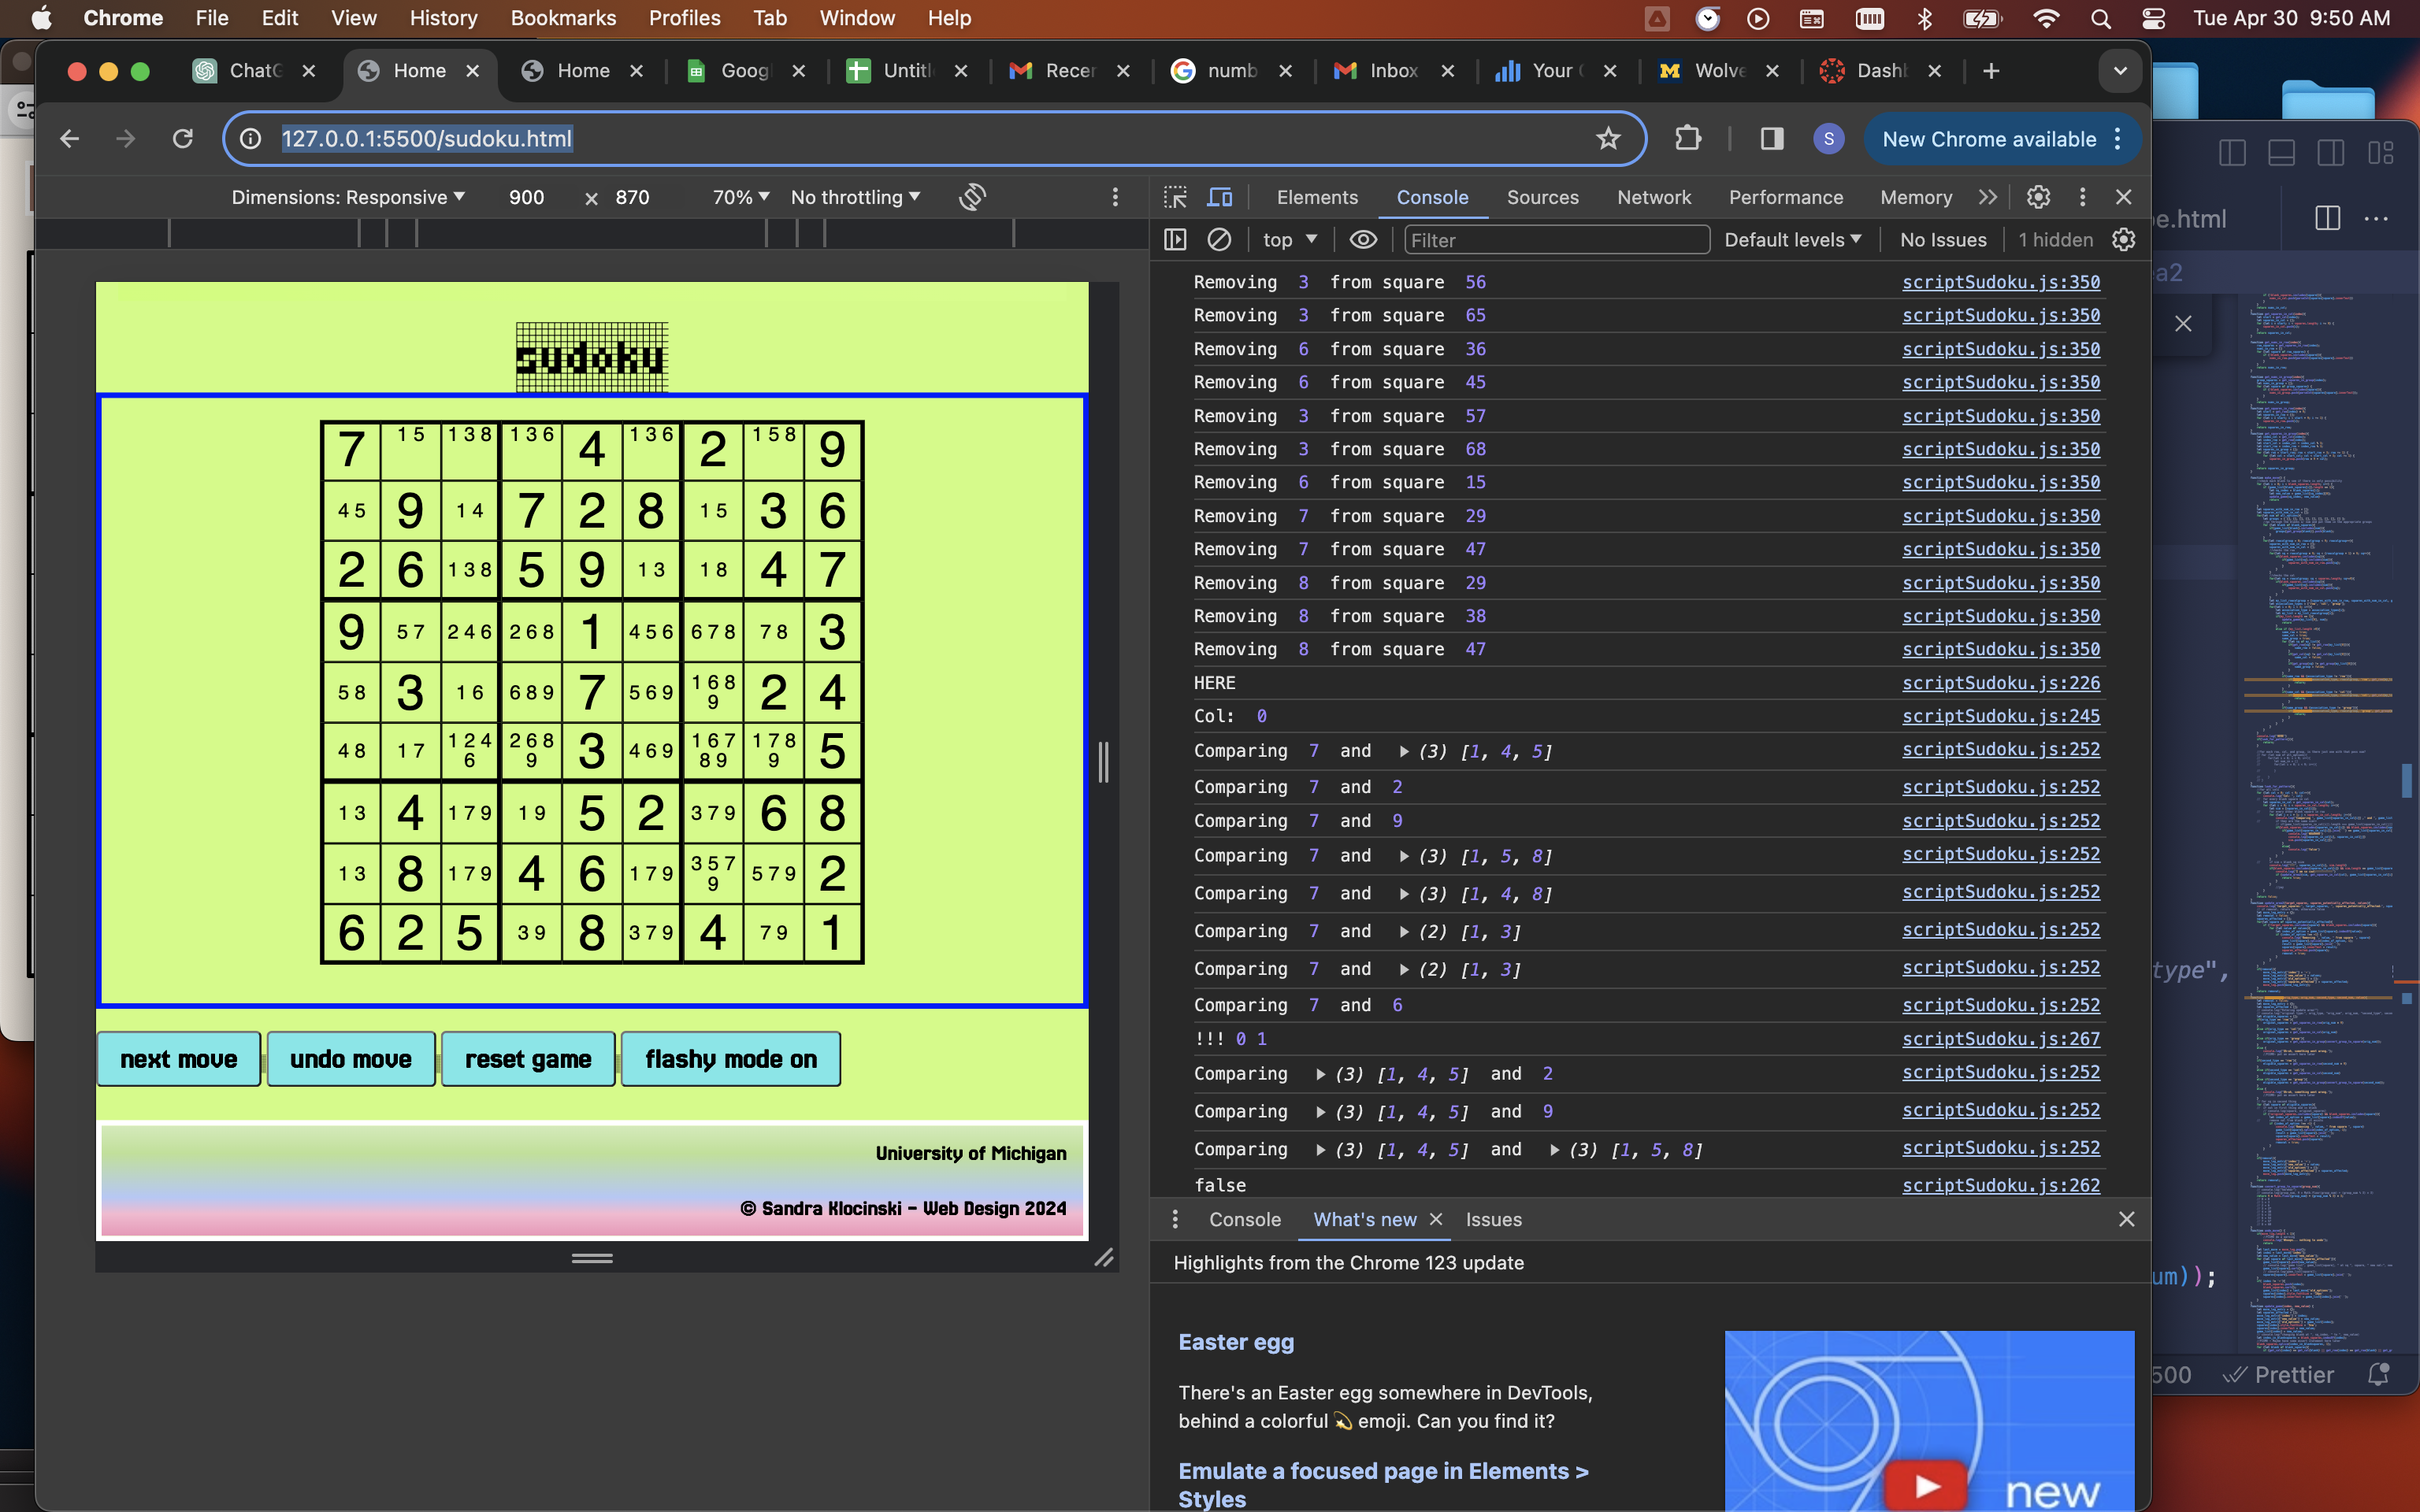 Chrome File Edit View History Bookmarks Profiles Tab Window Help Tue Apr 30 9:50 AM
ChatG Home Home Goog Untitl Recer numb Inbox Your Wolve Dash
127.0.0.1:5500/sudoku.html New Chrome available
S
Dimensions: Responsive 900 x 870 70% No throttling
Elements Console Sources Network Performance Memory
top Filter Default levels No Issues 1 hidden
sudoku
7 1 5 1 3 8 1 3 6 4 1 3 6 2 1 5 8 9
4 5 9 1 4 7 2 8 1 5 3 6
2 6 1 3 8 5 9 1 3 1 8 4 7
9 5 7 2 4 6 2 6 8 1 4 5 6 6 7 8 7 8 3
5 8 3 1 6 6 8 9 7 5 6 9 1 6 8 9 2 4
4 8 1 7 1 2 4 6 2 6 8 9 3 4 6 9 1 6 7 8 9 1 7 8 9 5
1 3 4 1 7 9 1 9 5 2 3 7 9 6 8
1 3 8 1 7 9 4 6 1 7 9 3 5 7 9 5 7 9 2
6 2 5 3 9 8 3 7 9 4 7 9 1
next move undo move reset game flashy mode on
University of Michigan
© Sandra Klocinski - Web Design 2024
Removing 3 from square 56 scriptSudoku.js:350
Removing 3 from square 65 scriptSudoku.js:350
Removing 6 from square 36 scriptSudoku.js:350
Removing 6 from square 45 scriptSudoku.js:350
Removing 3 from square 57 scriptSudoku.js:350
Removing 3 from square 68 scriptSudoku.js:350
Removing 6 from square 15 scriptSudoku.js:350
Removing 7 from square 29 scriptSudoku.js:350
Removing 7 from square 47 scriptSudoku.js:350
Removing 8 from square 29 scriptSudoku.js:350
Removing 8 from square 38 scriptSudoku.js:350
Removing 8 from square 47 scriptSudoku.js:350
HERE scriptSudoku.js:226
Col: 0 scriptSudoku.js:245
Comparing 7 and (3) [1, 4, 5] scriptSudoku.js:252
Comparing 7 and 2 scriptSudoku.js:252
Comparing 7 and 9 scriptSudoku.js:252
Comparing 7 and (3) [1, 5, 8] scriptSudoku.js:252
Comparing 7 and (3) [1, 4, 8] scriptSudoku.js:252
Comparing 7 and (2) [1, 3] scriptSudoku.js:252
Comparing 7 and (2) [1, 3] scriptSudoku.js:252
Comparing 7 and 6 scriptSudoku.js:252
!!! 0 1 scriptSudoku.js:267
Comparing (3) [1, 4, 5] and 2 scriptSudoku.js:252
Comparing (3) [1, 4, 5] and 9 scriptSudoku.js:252
Comparing (3) [1, 4, 5] and (3) [1, 5, 8] scriptSudoku.js:252
false scriptSudoku.js:262
Console What's new Issues
Highlights from the Chrome 123 update
Easter egg
There's an Easter egg somewhere in DevTools,
behind a colorful 💫 emoji. Can you find it?
Emulate a focused page in Elements >
Styles
new
e.html
ea2
type",
um));
500 Prettier